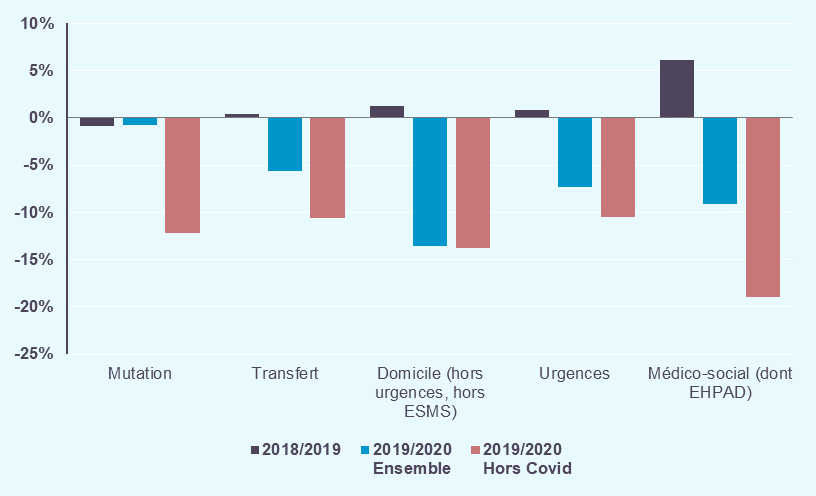 10%
5%
0%
-5%
-10%
-15%
-20%
-25%
Mutation
Transfert
Domicile (hors
urgences, hors
ESMS)
Urgences
Médico-social (dont
EHPAD)
2018/2019
2019/2020
Ensemble
2019/2020
Hors Covid